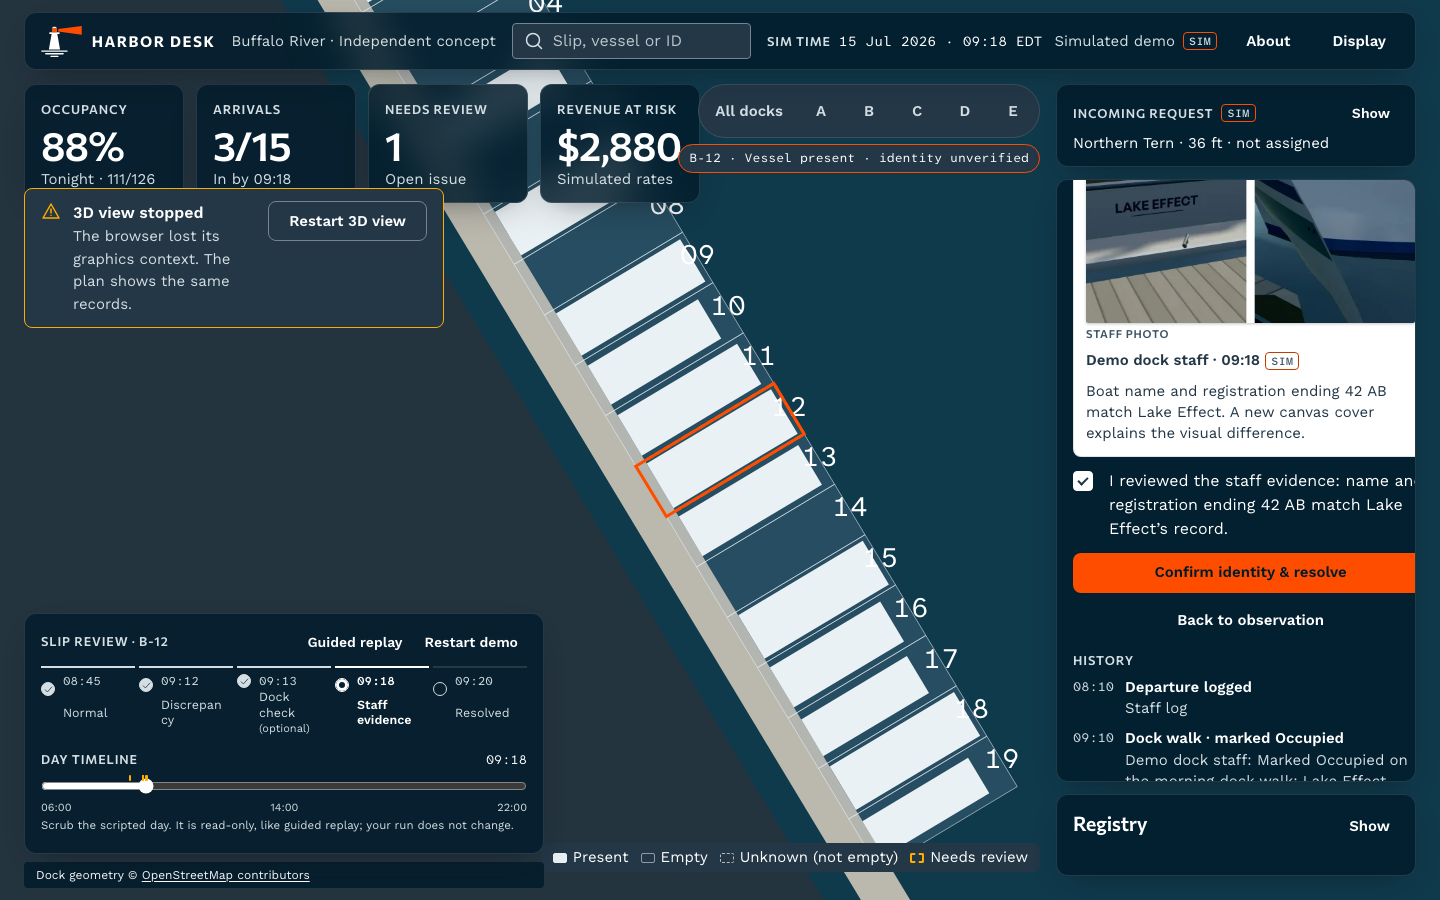 04
HARBOR DESK
Buffalo River · Independent concept
Slip, vessel or ID
SIM TIME 15 Jul 2026 · 09:18 EDT
Simulated demo SIM
About
Display
OCCUPANCY
88%
Tonight · 111/126
ARRIVALS
3/15
In by 09:18
NEEDS REVIEW
1
Open issue
REVENUE AT RISK
$2,880
Simulated rates
All docks A B C D E
B-12 · Vessel present · identity unverified
INCOMING REQUEST SIM
Show
Northern Tern · 36 ft · not assigned
3D view stopped
The browser lost its
graphics context. The
plan shows the same
records.
Restart 3D view
08
09
10
11
12
13
14
15
16
17
18
19
LAKE EFFECT
STAFF PHOTO
Demo dock staff · 09:18 SIM
Boat name and registration ending 42 AB
match Lake Effect. A new canvas cover
explains the visual difference.
I reviewed the staff evidence: name and
registration ending 42 AB match Lake
Effect's record.
Confirm identity & resolve
Back to observation
HISTORY
08:10 Departure logged
Staff log
09:10 Dock walk · marked Occupied
Demo dock staff: Marked Occupied on
the morning dock walk: Lake Effect
Registry
Show
SLIP REVIEW · B-12
Guided replay
Restart demo
08:45
Normal
09:12
Discrepan
cy
09:13
Dock
check
(optional)
09:18
Staff
evidence
09:20
Resolved
DAY TIMELINE
09:18
06:00
14:00
22:00
Scrub the scripted day. It is read-only, like guided replay; your run does not change.
Dock geometry © OpenStreetMap contributors
Present
Empty
Unknown (not empty)
Needs review